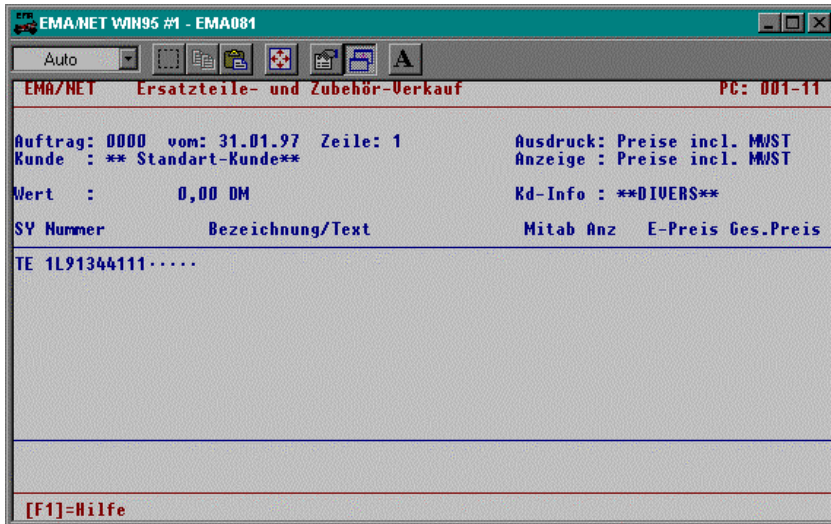 EMA/NET WIN95 #1 - EMA081
Auto
A
EMA/NET Ersatzteile- und Zubehör-Verkauf PC: 001-11
Auftrag: 0000 vom: 31.01.97 Zeile: 1 Ausdruck: Preise incl. MWST
Kunde : ** Standart-Kunde** Anzeige : Preise incl. MWST
Wert : 0,00 DM Kd-Info : **DIVERS**
SY Nummer Bezeichnung/Text Mitab Anz E-Preis Ges.Preis
TE 1L91344111·····
[F1]=Hilfe